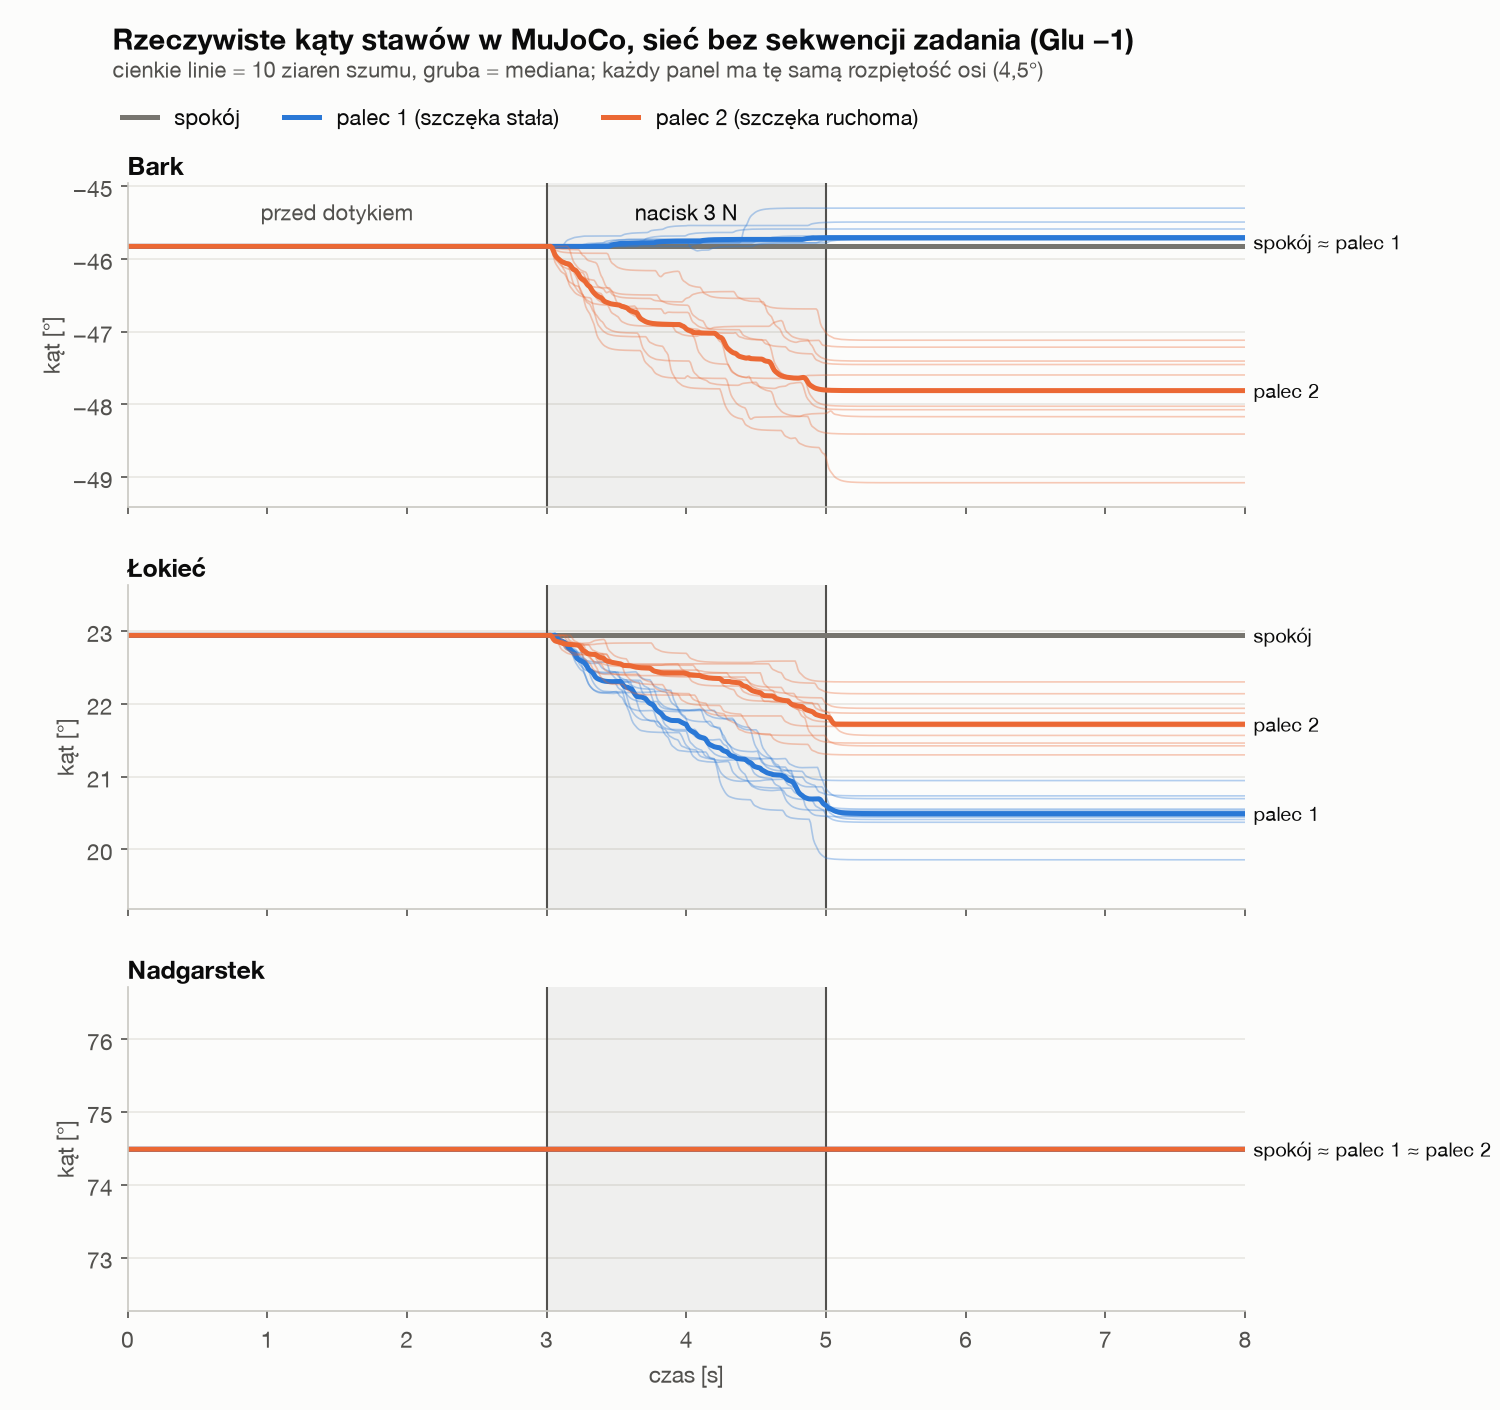 Rzeczywiste kąty stawów w MuJoCo, sieć bez sekwencji zadania (Glu −1)
cienkie linie = 10 ziaren szumu, gruba = mediana; każdy panel ma tę samą rozpiętość osi (4,5°)
spokój palec 1 (szczęka stała) palec 2 (szczęka ruchoma)
Bark
−45
−46
−47
−48
−49
kąt [°]
przed dotykiem
nacisk 3 N
spokój ≈ palec 1
palec 2
Łokieć
23
22
21
20
kąt [°]
spokój
palec 2
palec 1
Nadgarstek
76
75
74
73
kąt [°]
spokój ≈ palec 1 ≈ palec 2
0 1 2 3 4 5 6 7 8
czas [s]